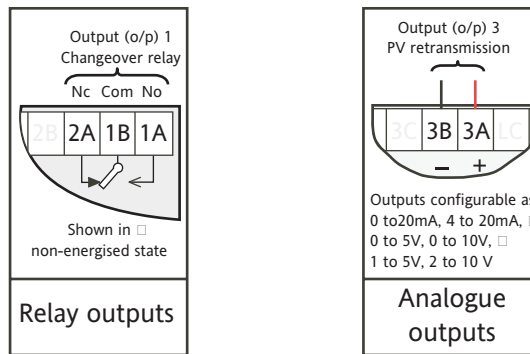 Output (o/p) 1
Changeover relay
Nc Com No
2B 2A 1B 1A
Shown in □
non-energised state
Relay outputs
Output (o/p) 3
PV retransmission
3C 3B 3A LC
– +
Outputs configurable as
0 to20mA, 4 to 20mA, □
0 to 5V, 0 to 10V, □
1 to 5V, 2 to 10 V
Analogue
outputs